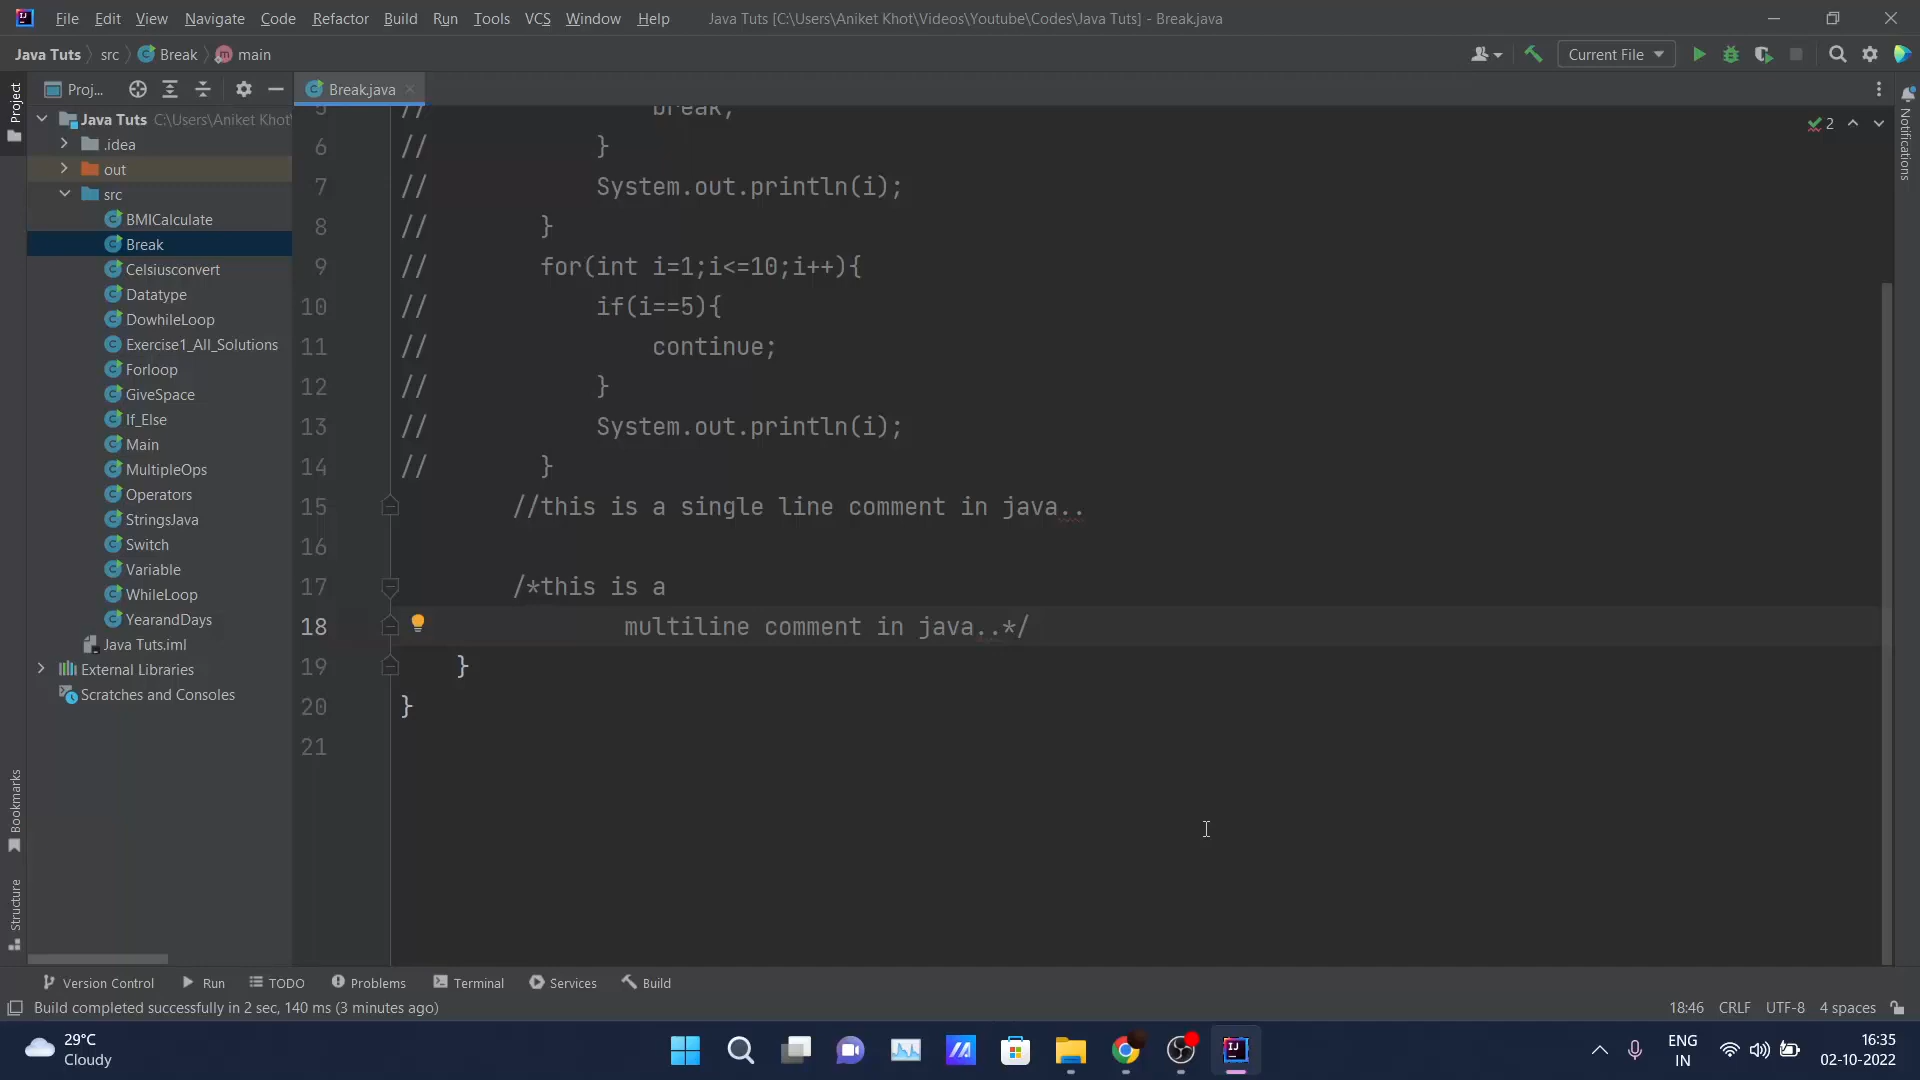 File Edit View Navigate Code Refactor Build Run Tools VCS Window Help Java Tuts [C:\Users\Aniket Khot\Videos\Youtube\Codes\Java Tuts] - Break.java
Java Tuts src Break main Current File
Project
Proj...
Break.java
Notifications
Java Tuts C:\Users\Aniket Khot\
.idea
out
src
BMICalculate
Break
Celsiusconvert
Datatype
DowhileLoop
Exercise1_All_Solutions
Forloop
GiveSpace
If_Else
Main
MultipleOps
Operators
StringsJava
Switch
Variable
WhileLoop
YearandDays
Java Tuts.iml
External Libraries
Scratches and Consoles
2
5 // break;
6 // }
7 // System.out.println(i);
8 // }
9 // for(int i=1;i<=10;i++){
10 // if(i==5){
11 // continue;
12 // }
13 // System.out.println(i);
14 // }
15 //this is a single line comment in java..
16
17 /*this is a
18 multiline comment in java..*/
19 }
20 }
21
Bookmarks
Structure
Version Control Run TODO Problems Terminal Services Build
Build completed successfully in 2 sec, 140 ms (3 minutes ago) 18:46 CRLF UTF-8 4 spaces
29°C
Cloudy
ENG
IN
16:35
02-10-2022